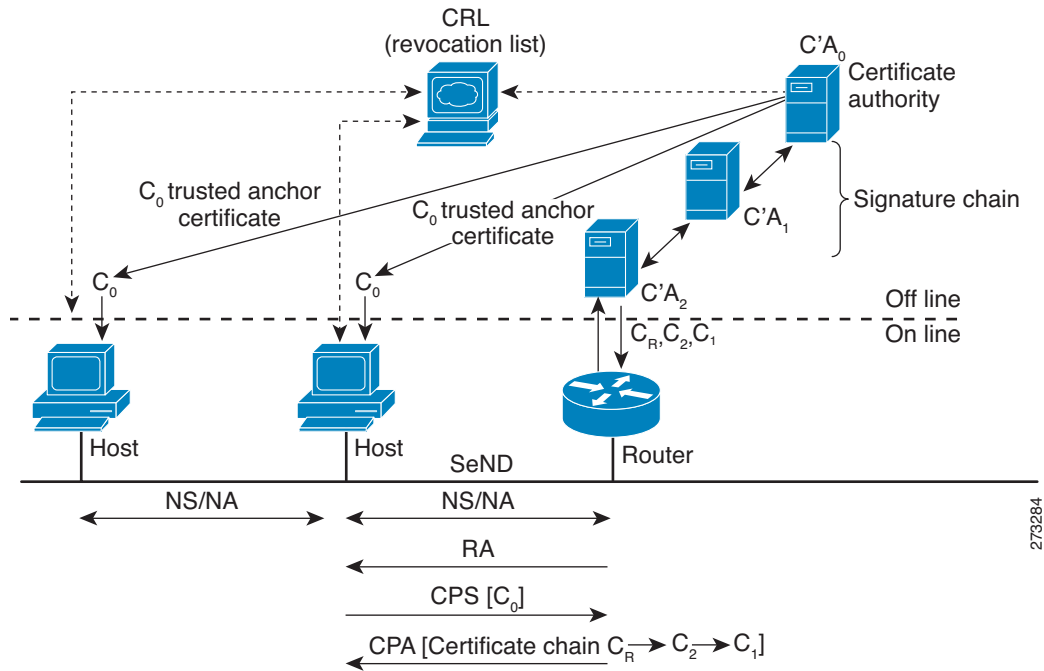 CRL
(revocation list)
C'A₀
Certificate
authority
C₀ trusted anchor
certificate
C₀ trusted anchor
certificate
C'A₁
Signature chain
C₀
C₀
C'A₂
Off line
On line
C_R,C₂,C₁
Host
Host
Router
SeND
NS/NA
NS/NA
RA
CPS [C₀]
CPA [Certificate chain C_R → C₂ → C₁]
273284